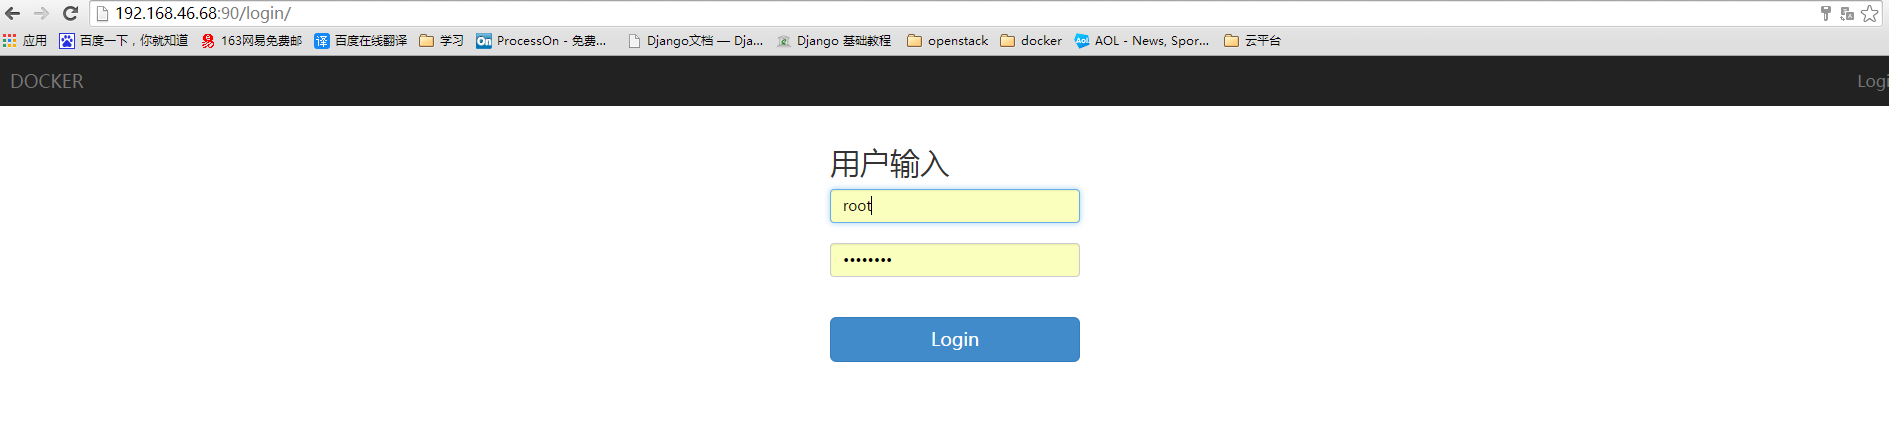 192.168.46.68:90/login/
应用 百度一下，你就知道 163网易免费邮 译 百度在线翻译 学习 On ProcessOn - 免费... Django文档 — Dja... Django 基础教程 openstack docker AOL - News, Spor... 云平台
DOCKER Logi
用户输入
root
••••••••
Login